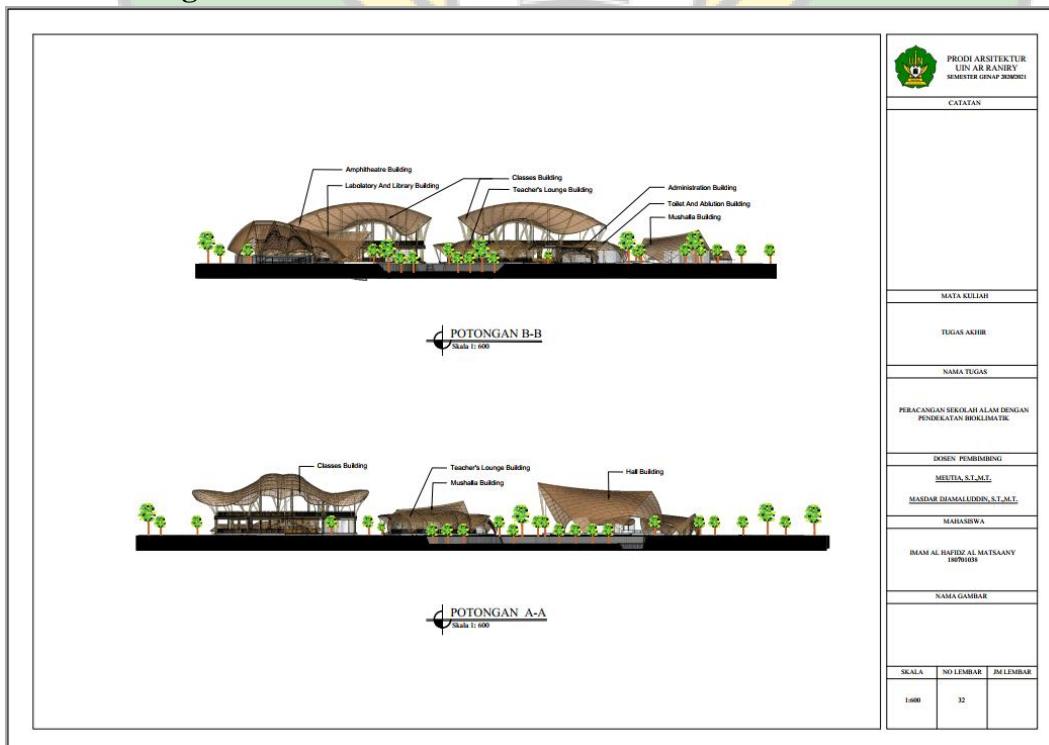 Amphitheatre Building
Labolatory And Library Building
Classes Building
Teacher's Lounge Building
Administration Building
Toilet And Ablution Building
Mushalla Building
POTONGAN B-B
Skala 1: 600
Classes Building
Teacher's Lounge Building
Mushalla Building
Hall Building
POTONGAN A-A
Skala 1: 600
UIN
PRODI ARSITEKTUR
UIN AR RANIRY
SEMESTER GENAP 2020/2021
CATATAN
MATA KULIAH
TUGAS AKHIR
NAMA TUGAS
PERACANGAN SEKOLAH ALAM DENGAN
PENDEKATAN BIOKLIMATIK
DOSEN PEMBIMBING
MEUTIA, S.T.,M.T.
MASDAR DJAMALUDDIN, S.T.,M.T.
MAHASISWA
IMAM AL HAFIDZ AL MATSAANY
180701038
NAMA GAMBAR
SKALA NO LEMBAR JM LEMBAR
1:600 32